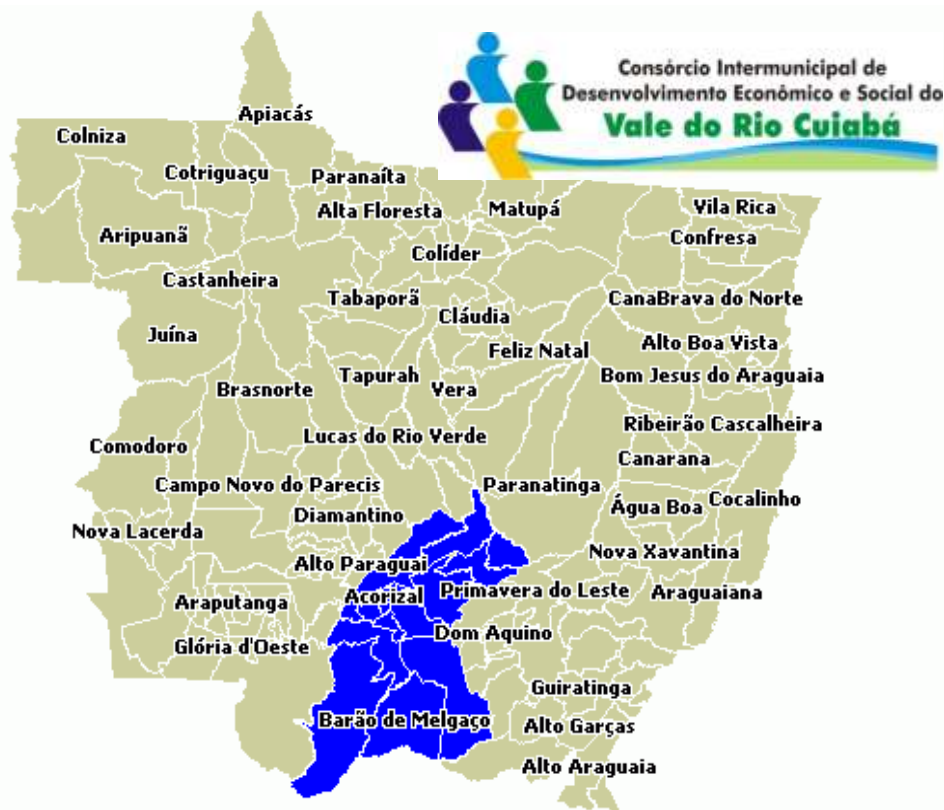 Consórcio Intermunicipal de
Desenvolvimento Econômico e Social do
Vale do Rio Cuiabá
Apiacás
Colniza
Cotriguaçu
Paranaíta
Alta Floresta
Matupá
Vila Rica
Aripuanã
Confresa
Colíder
Castanheira
Tabaporã
CanaBrava do Norte
Cláudia
Juína
Feliz Natal
Alto Boa Vista
Tapurah
Vera
Bom Jesus do Araguaia
Brasnorte
Ribeirão Cascalheira
Lucas do Rio Verde
Comodoro
Canarana
Campo Novo do Parecis
Paranatinga
Água Boa
Cocalinho
Diamantino
Nova Lacerda
Nova Xavantina
Alto Paraguai
Primavera do Leste
Araguaiana
Acorizal
Araputanga
Dom Aquino
Glória d'Oeste
Guiratinga
Barão de Melgaço
Alto Garças
Alto Araguaia